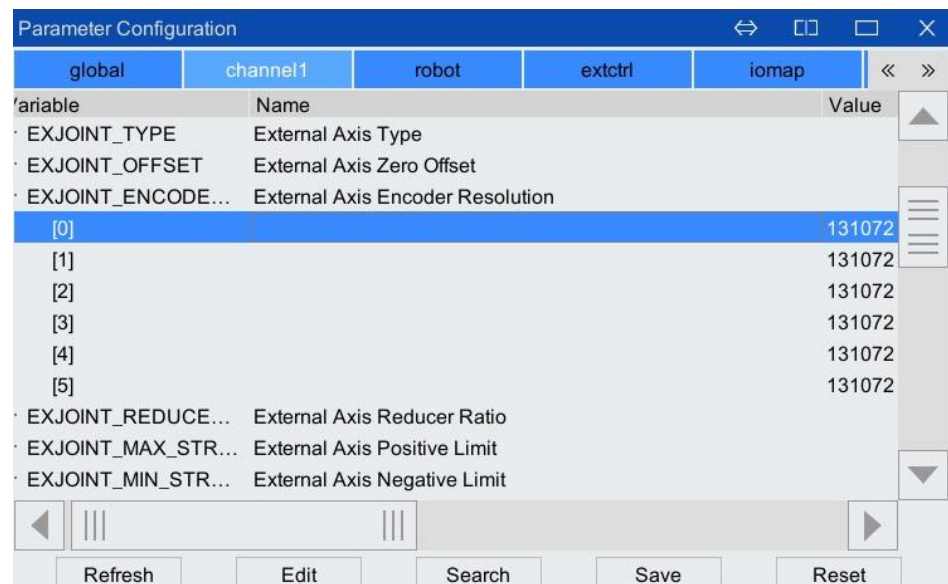 Parameter Configuration
global channel1 robot extctrl iomap « »
Variable Name Value
EXJOINT_TYPE External Axis Type
EXJOINT_OFFSET External Axis Zero Offset
EXJOINT_ENCODE... External Axis Encoder Resolution
[0] 131072
[1] 131072
[2] 131072
[3] 131072
[4] 131072
[5] 131072
EXJOINT_REDUCE... External Axis Reducer Ratio
EXJOINT_MAX_STR... External Axis Positive Limit
EXJOINT_MIN_STR... External Axis Negative Limit
Refresh Edit Search Save Reset